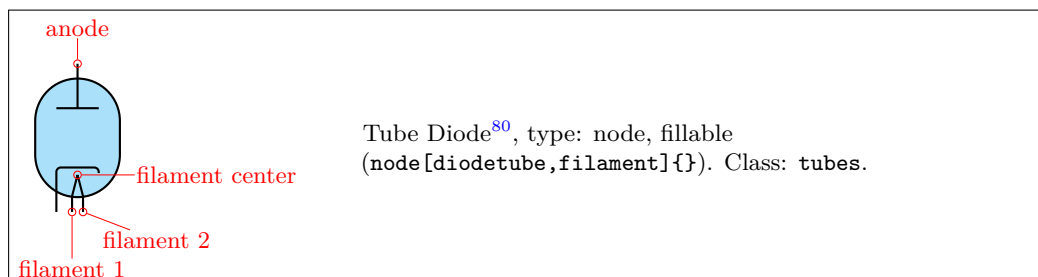 anode
Tube Diode80, type: node, fillable
(node[diodetube,filament]{}). Class: tubes.
filament center
filament 2
filament 1